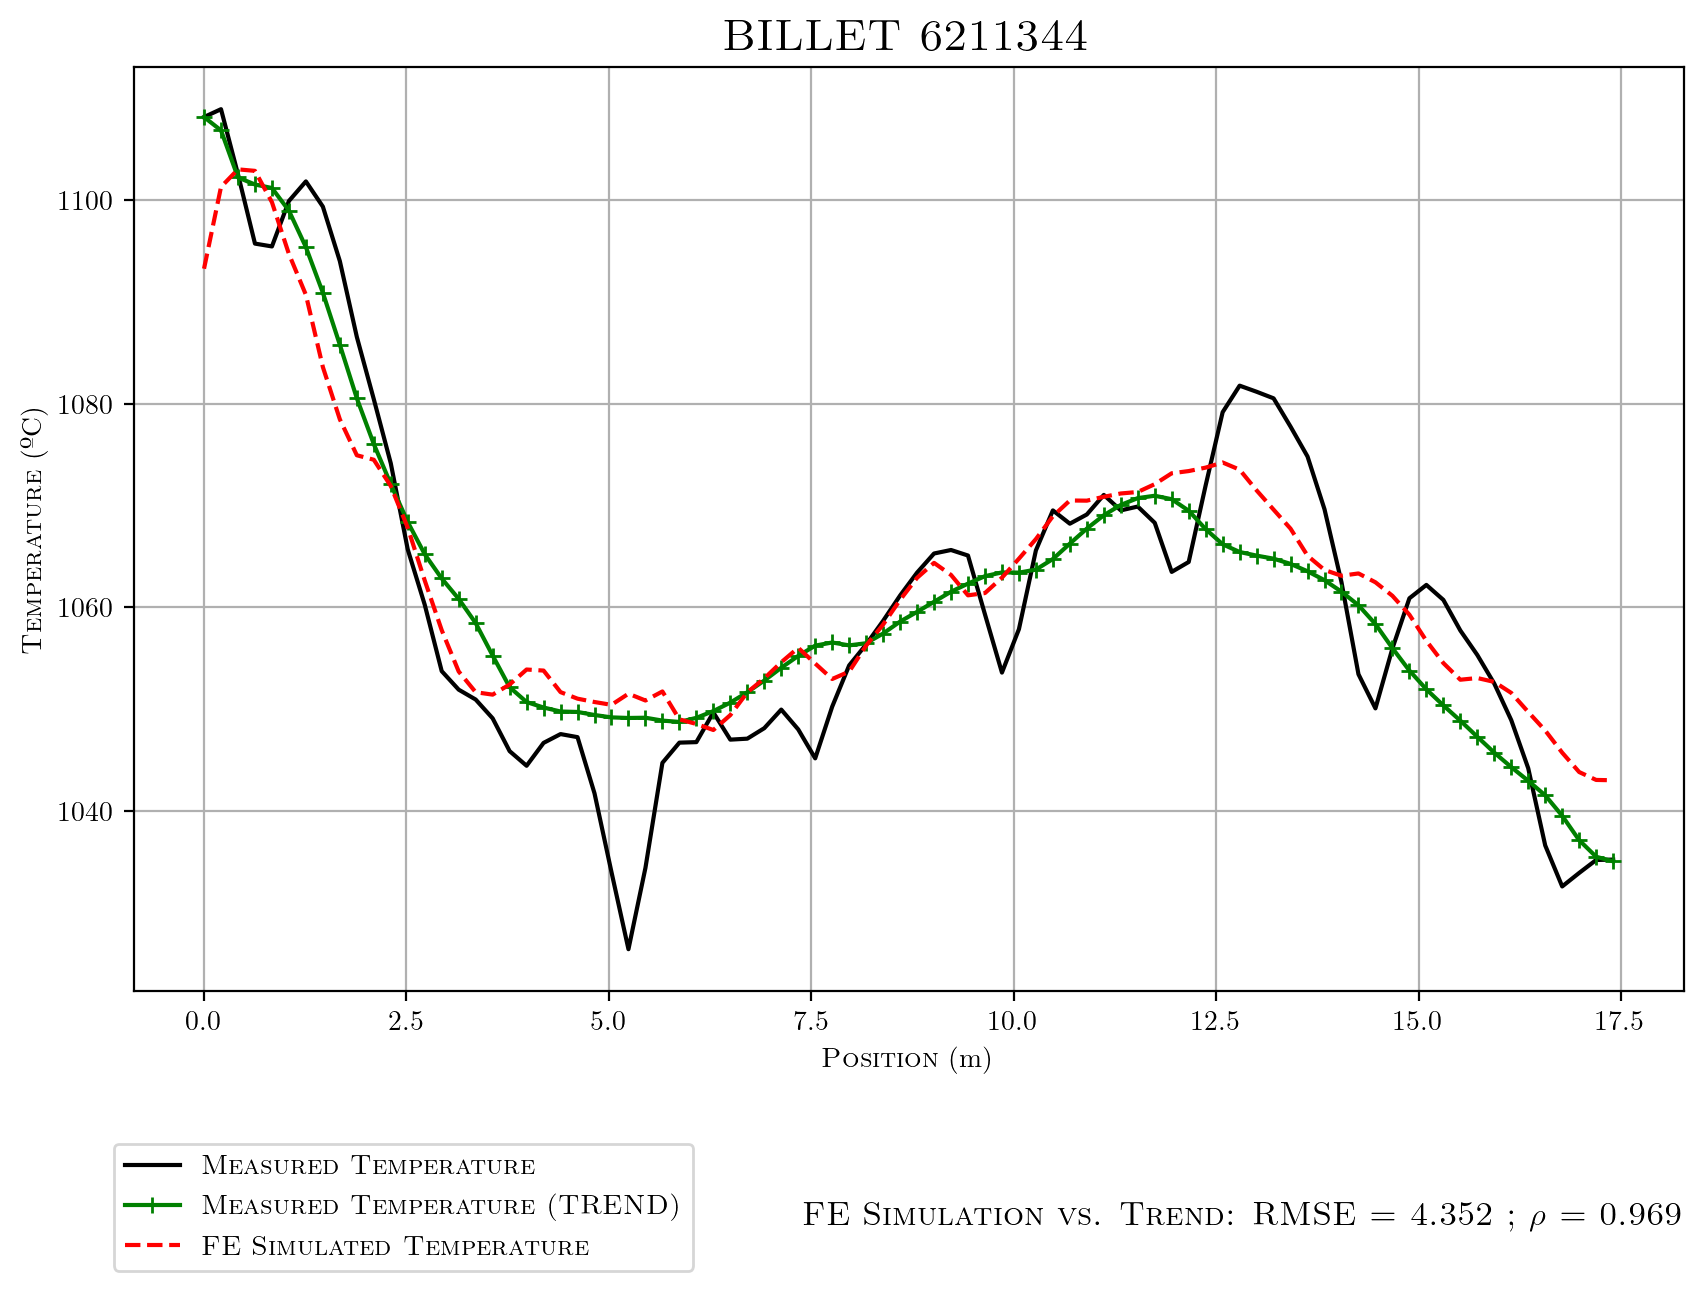 BILLET 6211344
Temperature (ºC)
1100
1080
1060
1040
0.0 2.5 5.0 7.5 10.0 12.5 15.0 17.5
Position (m)
Measured Temperature
Measured Temperature (TREND)
FE Simulated Temperature
FE Simulation vs. Trend: RMSE = 4.352 ; ρ = 0.969